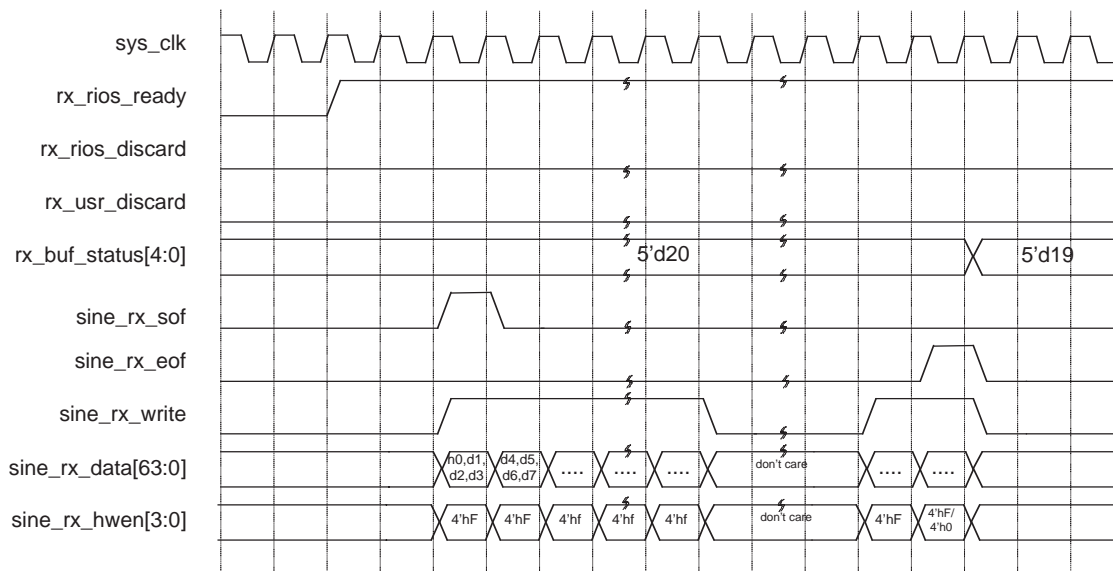 sys_clk
rx_rios_ready
rx_rios_discard
rx_usr_discard
rx_buf_status[4:0]
5'd20
5'd19
sine_rx_sof
sine_rx_eof
sine_rx_write
sine_rx_data[63:0]
h0,d1,
d2,d3
d4,d5,
d6,d7
....
....
....
don't care
....
....
sine_rx_hwen[3:0]
4'hF
4'hF
4'hf
4'hf
4'hf
don't care
4'hF
4'hF/
4'h0